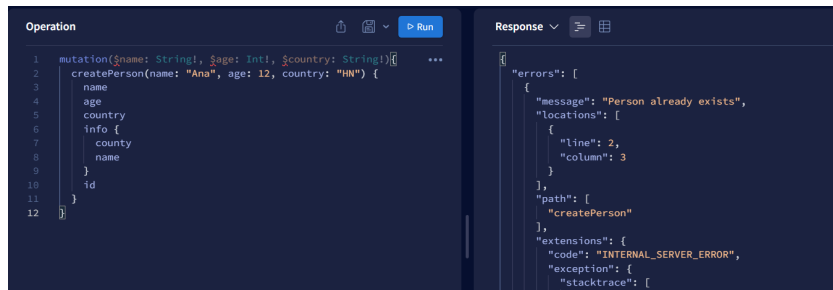 Operation
Run
1 mutation($name: String!, $age: Int!, $country: String!){
2 createPerson(name: "Ana", age: 12, country: "HN") {
3 name
4 age
5 country
6 info {
7 county
8 name
9 }
10 id
11 }
12 }
Response
{
"errors": [
{
"message": "Person already exists",
"locations": [
{
"line": 2,
"column": 3
}
],
"path": [
"createPerson"
],
"extensions": {
"code": "INTERNAL_SERVER_ERROR",
"exception": {
"stacktrace": [